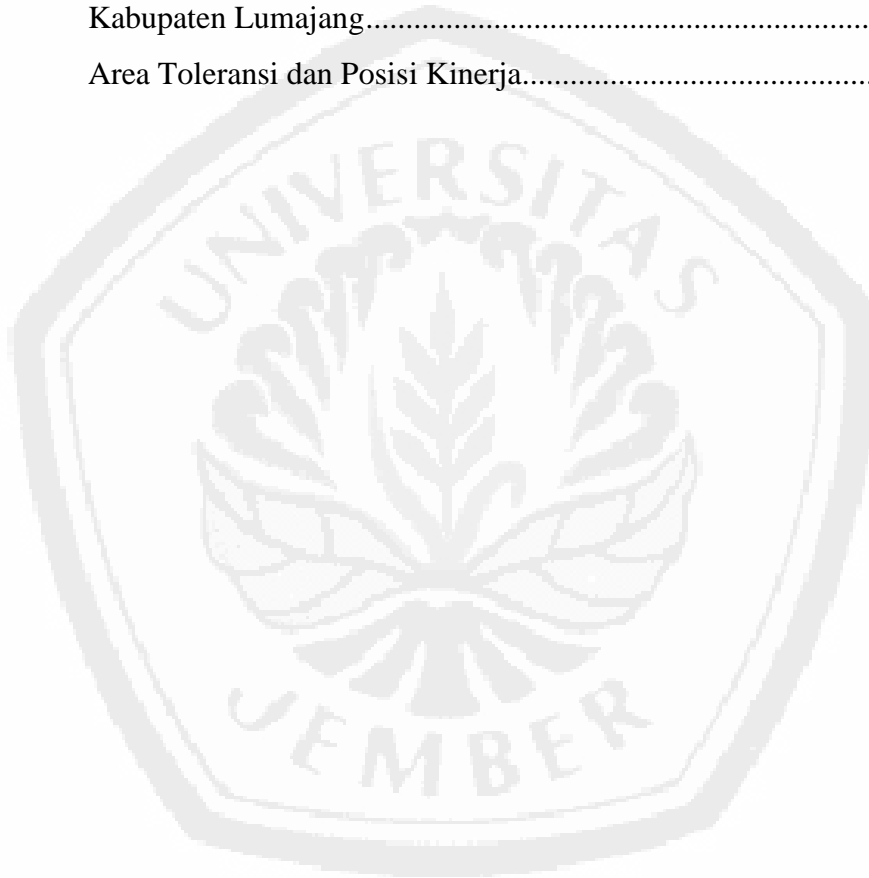 Kabupaten Lumajang.................................................................
Area Toleransi dan Posisi Kinerja.............................................
UNIVERSITAS
JEMBER